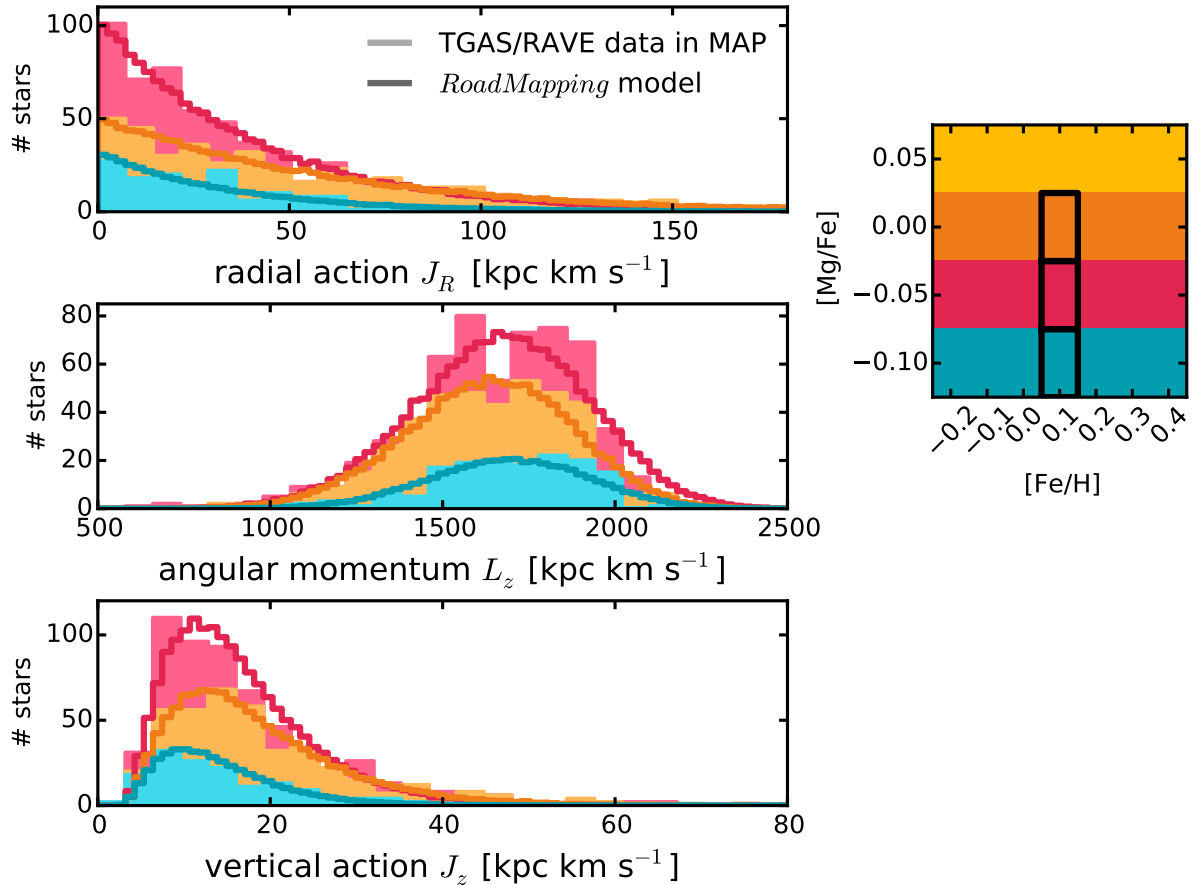 100
50
0
# stars
TGAS/RAVE data in MAP
RoadMapping model
0 50 100 150
radial action J_R [kpc km s⁻¹]
80
60
40
20
0
# stars
500 1000 1500 2000 2500
angular momentum L_z [kpc km s⁻¹]
100
50
0
# stars
0 20 40 60 80
vertical action J_z [kpc km s⁻¹]
0.05
0.00
−0.05
−0.10
[Mg/Fe]
−0.2 −0.1 −0.0 0.1 0.2 0.3 0.4
[Fe/H]